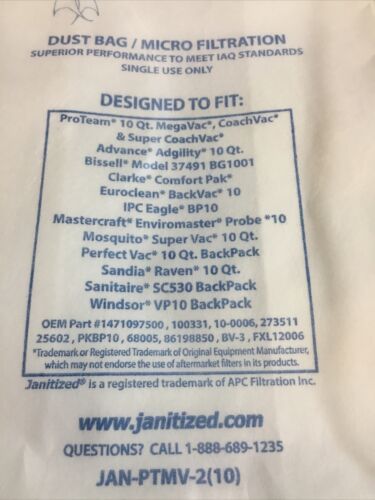 DUST BAG / MICRO FILTRATION
SUPERIOR PERFORMANCE TO MEET IAQ STANDARDS
SINGLE USE ONLY
DESIGNED TO FIT:
ProTeam® 10 Qt. MegaVac®, CoachVac®
& Super CoachVac®
Advance® Adgility® 10 Qt.
Bissell® Model 37491 BG1001
Clarke® Comfort Pak®
Euroclean® BackVac® 10
IPC Eagle® BP10
Mastercraft® Enviromaster® Probe ®10
Mosquito® Super Vac® 10 Qt.
Perfect Vac® 10 Qt. BackPack
Sandia® Raven® 10 Qt.
Sanitaire® SC530 BackPack
Windsor® VP10 BackPack
OEM Part #1471097500 , 100331, 10-0006, 273511
25602 , PKBP10 , 68005, 86198850 , BV-3 , FXL12006
*Trademark or Registered Trademark of Original Equipment Manufacturer,
which may not endorse the use of aftermarket filters in its products.
Janitized® is a registered trademark of APC Filtration Inc.
www.janitized.com
QUESTIONS? CALL 1-888-689-1235
JAN-PTMV-2(10)